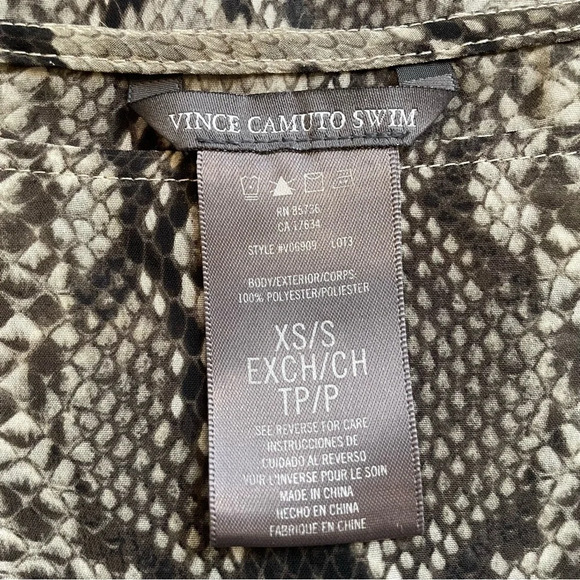 VINCE CAMUTO SWIM
RN 85736
CA 17634
STYLE #V06909 LOT3
BODY/EXTERIOR/CORPS:
100% POLYESTER/POLIESTER
XS/S
EXCH/CH
TP/P
SEE REVERSE FOR CARE
INSTRUCCIONES DE
CUIDADO AL REVERSO
VOIR L'INVERSE POUR LE SOIN
MADE IN CHINA
HECHO EN CHINA
FABRIQUE EN CHINE